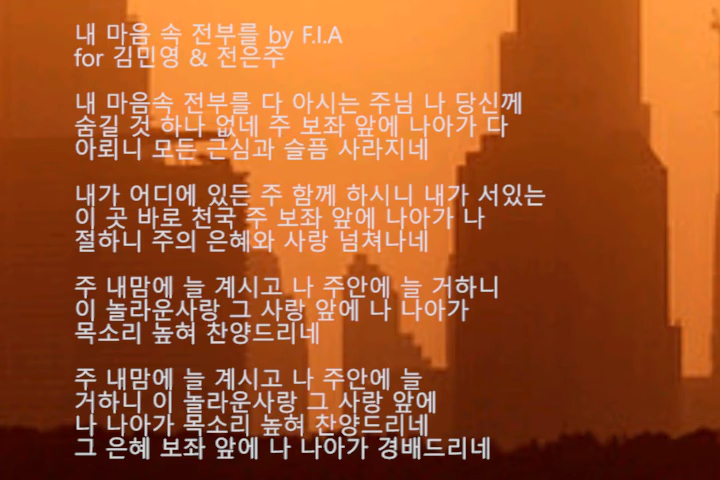 내 마음 속 전부를 by F.I.A
for 김민영 & 전은주
내 마음속 전부를 다 아시는 주님 나 당신께
숨길 것 하나 없네 주 보좌 앞에 나아가 다
아뢰니 모든 근심과 슬픔 사라지네
내가 어디에 있든 주 함께 하시니 내가 서있는
이 곳 바로 천국 주 보좌 앞에 나아가 나
절하니 주의 은혜와 사랑 넘쳐나네
주 내맘에 늘 계시고 나 주안에 늘 거하니
이 놀라운사랑 그 사랑 앞에 나 나아가
목소리 높혀 찬양드리네
주 내맘에 늘 계시고 나 주안에 늘
거하니 이 놀라운사랑 그 사랑 앞에
나 나아가 목소리 높혀 찬양드리네
그 은혜 보좌 앞에 나 나아가 경배드리네